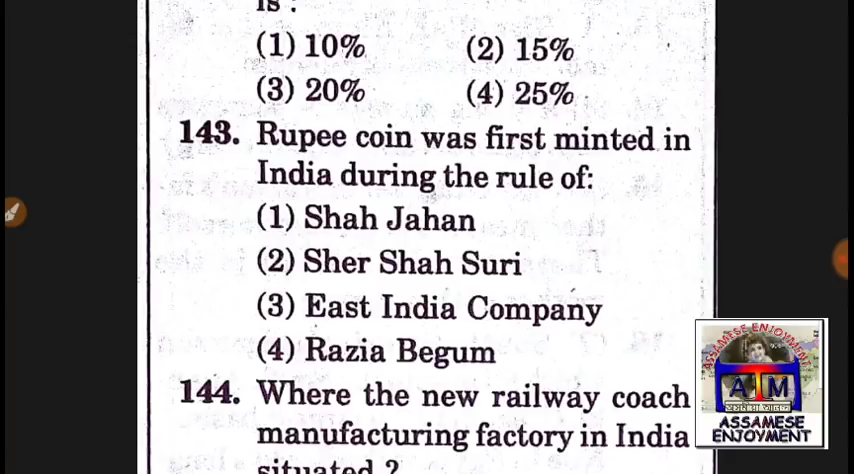 is :
(1) 10% (2) 15%
(3) 20% (4) 25%
143. Rupee coin was first minted in
India during the rule of:
(1) Shah Jahan
(2) Sher Shah Suri
(3) East India Company
(4) Razia Begum
144. Where the new railway coach
manufacturing factory in India
situated ?
ASSAMESE ENJOYMENT
ATM
ASSAMESE
ENJOYMENT